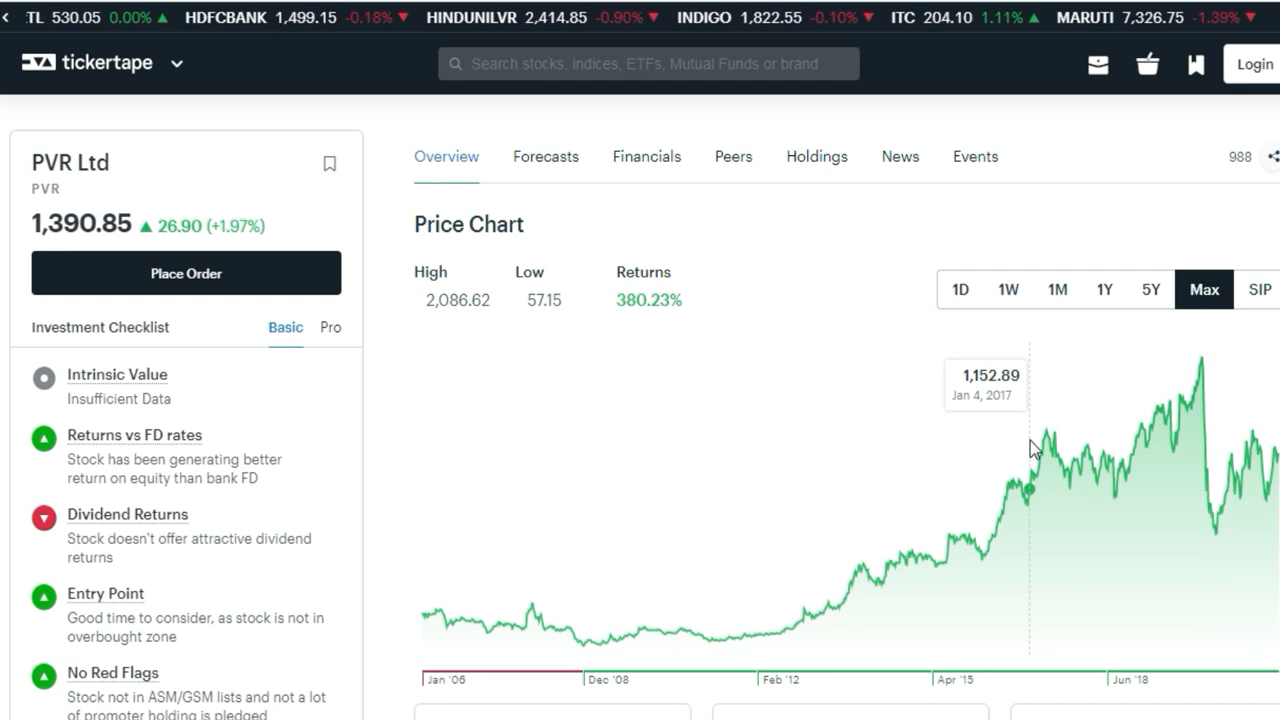 TL 530.05 0.00% ▲ HDFCBANK 1,499.15 -0.18% ▼ HINDUNILVR 2,414.85 -0.90% ▼ INDIGO 1,822.55 -0.10% ▼ ITC 204.10 1.11% ▲ MARUTI 7,326.75 -1.39% ▼
tickertape
Search stocks, indices, ETFs, Mutual Funds or brand
Login
PVR Ltd
PVR
1,390.85 ▲ 26.90 (+1.97%)
Place Order
Investment Checklist Basic Pro
Intrinsic Value
Insufficient Data
Returns vs FD rates
Stock has been generating better
return on equity than bank FD
Dividend Returns
Stock doesn't offer attractive dividend
returns
Entry Point
Good time to consider, as stock is not in
overbought zone
No Red Flags
Stock not in ASM/GSM lists and not a lot
of promoter holding is pledged
Overview Forecasts Financials Peers Holdings News Events 988
Price Chart
High Low Returns
2,086.62 57.15 380.23%
1D 1W 1M 1Y 5Y Max SIP
1,152.89
Jan 4, 2017
Jan '06 Dec '08 Feb '12 Apr '15 Jun '18